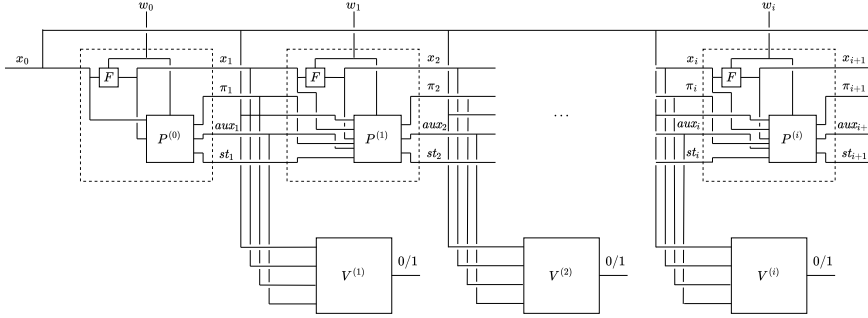 w_0 w_1 w_i
x_0 x_1 x_2 x_i x_{i+1}
F F F
π_1 π_2 π_i π_{i+1}
...
aux_1 aux_2 aux_i aux_{i+
P^{(0)} P^{(1)} P^{(i)}
st_1 st_2 st_i st_{i+1}
0/1 0/1 0/1
V^{(1)} V^{(2)} V^{(i)}